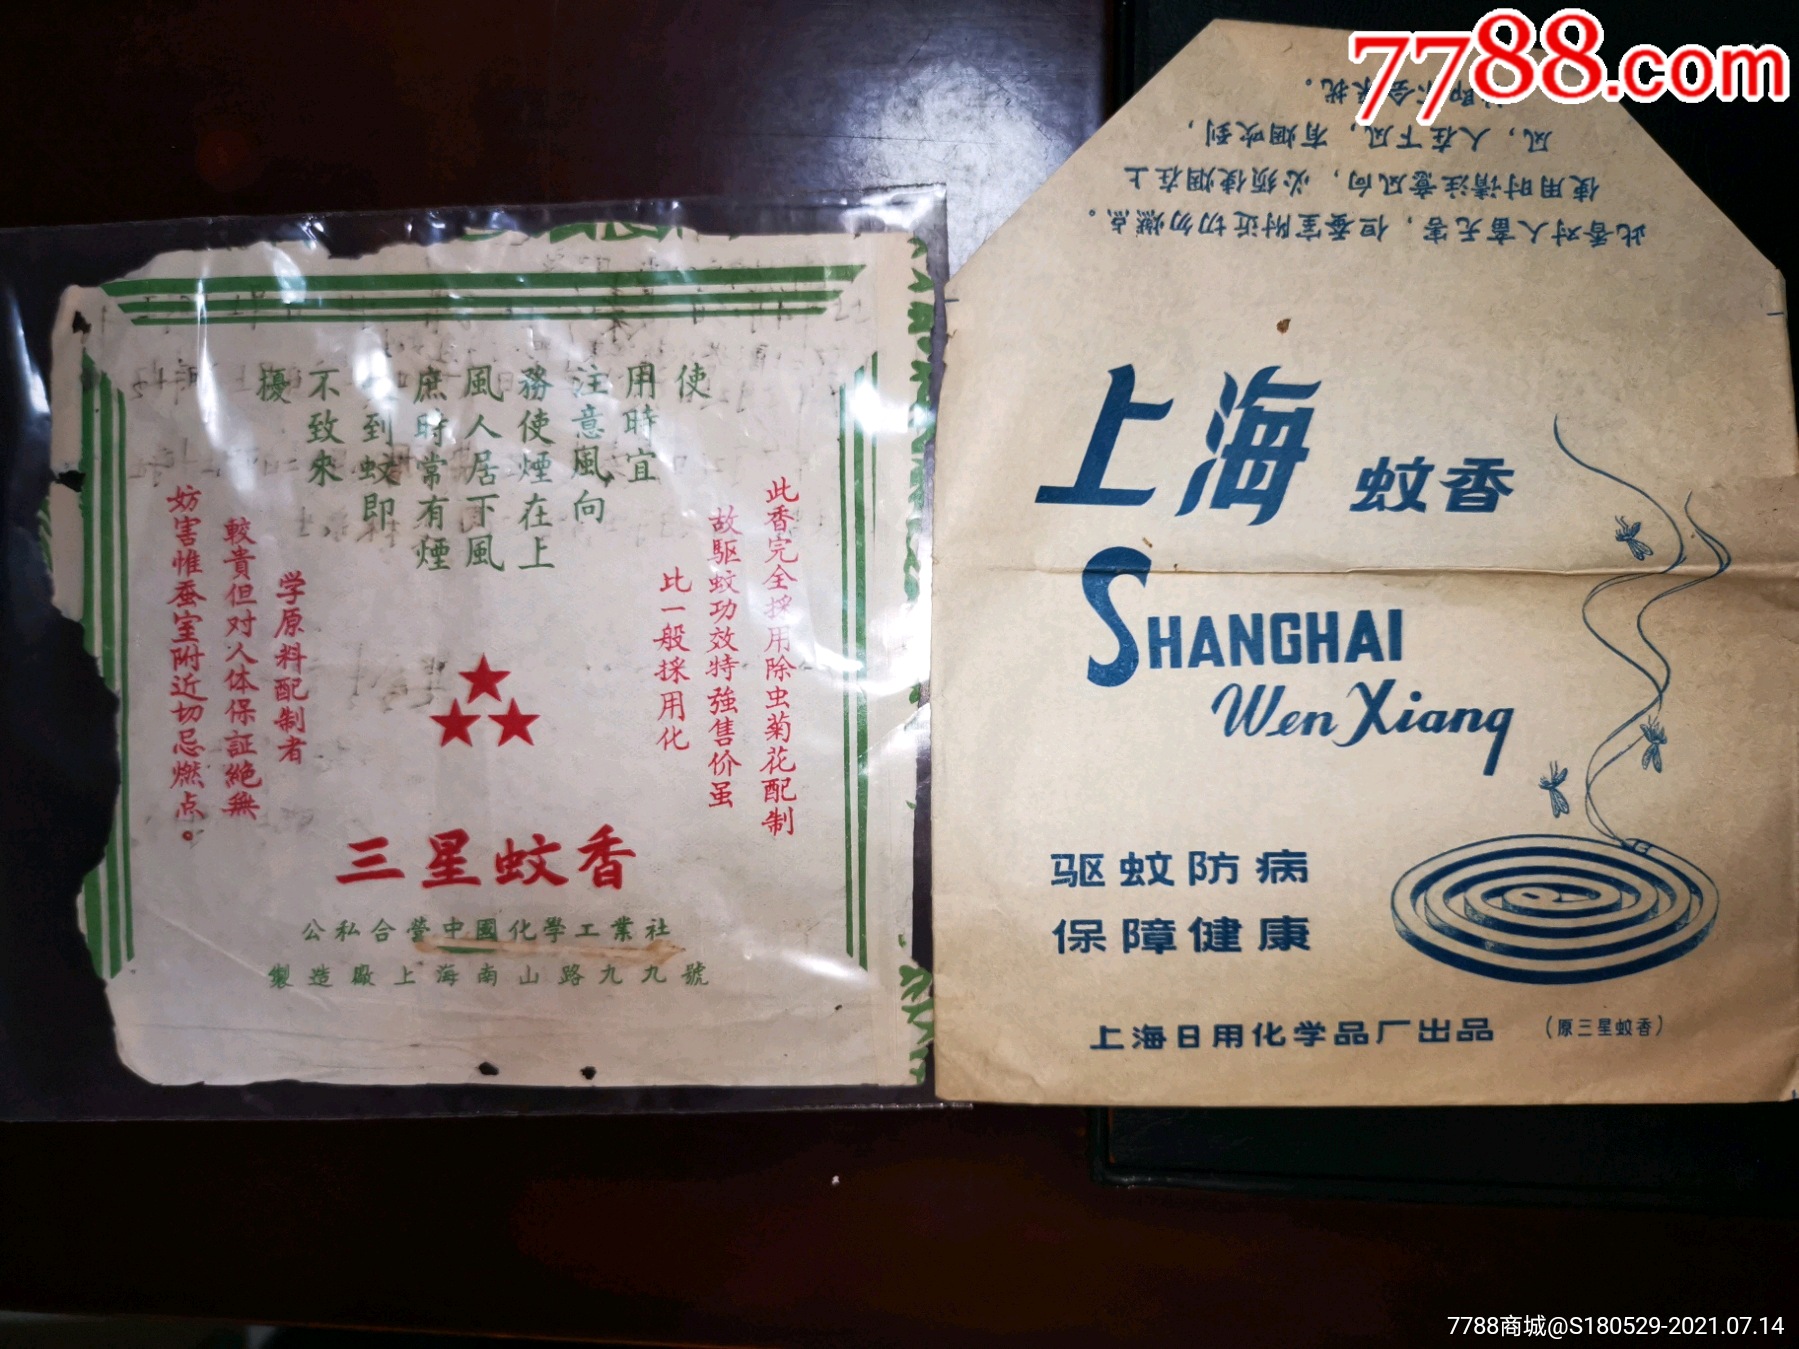 使
用時宜
注意風向
務使煙在上
風人居下風
庶時常有煙
到蚊即
不致來
擾
此香完全採用除虫菊花配制
故驅蚊功效特強售价虽
此一般採用化
学原料配制者
較貴但对人体保証絶無
妨害惟蚕室附近切忌燃点。
三星蚊香
公私合營中國化學工業社
製造廠上海南山路九九號
此香对人畜无害，但蚕室附近切勿燃点。
使用时请注意风向，必须使烟在上
风，人在下风，有烟吹到，
即不会来扰。
上海 蚊香
SHANGHAI
Wen Xiang
驱蚊防病
保障健康
上海日用化学品厂出品 (原三星蚊香)
7788.com
7788商城@S180529-2021.07.14